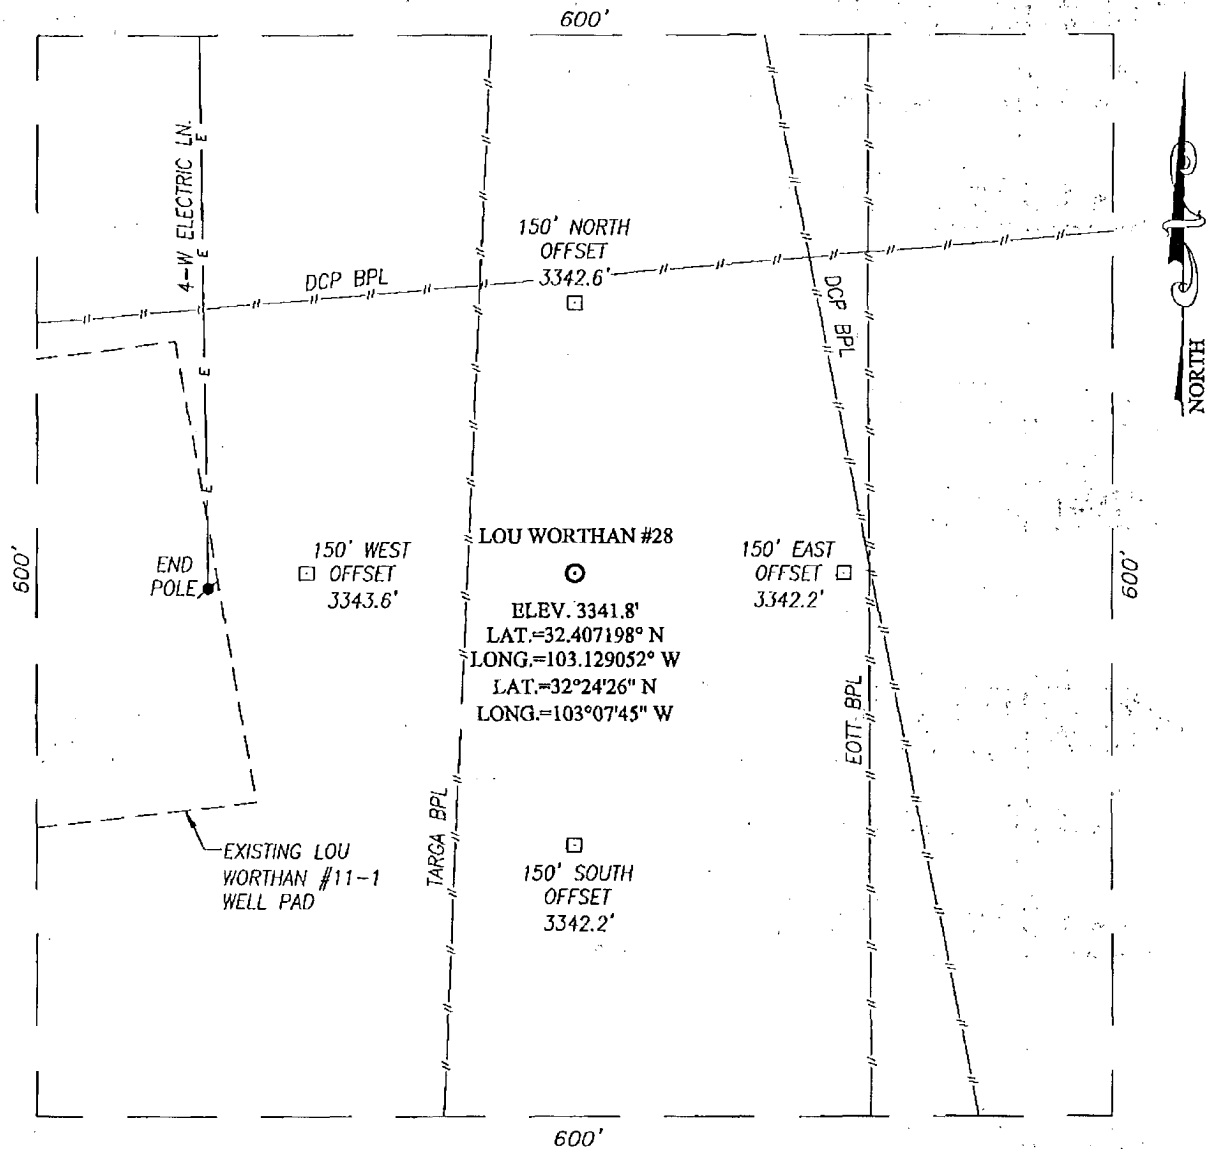 600'
4-W ELECTRIC LN.
E
E
E
E
150' NORTH
OFFSET
3342.6'
DCP BPL
DCP BPL
NORTH
600'
END
POLE
150' WEST
OFFSET
3343.6'
LOU WORTHAN #28
ELEV. 3341.8'
LAT.=32.407198° N
LONG.=103.129052° W
LAT.=32°24'26" N
LONG.=103°07'45" W
150' EAST
OFFSET
3342.2'
600'
EOTT BPL
TARGA BPL
EXISTING LOU
WORTHAN #11-1
WELL PAD
150' SOUTH
OFFSET
3342.2'
600'